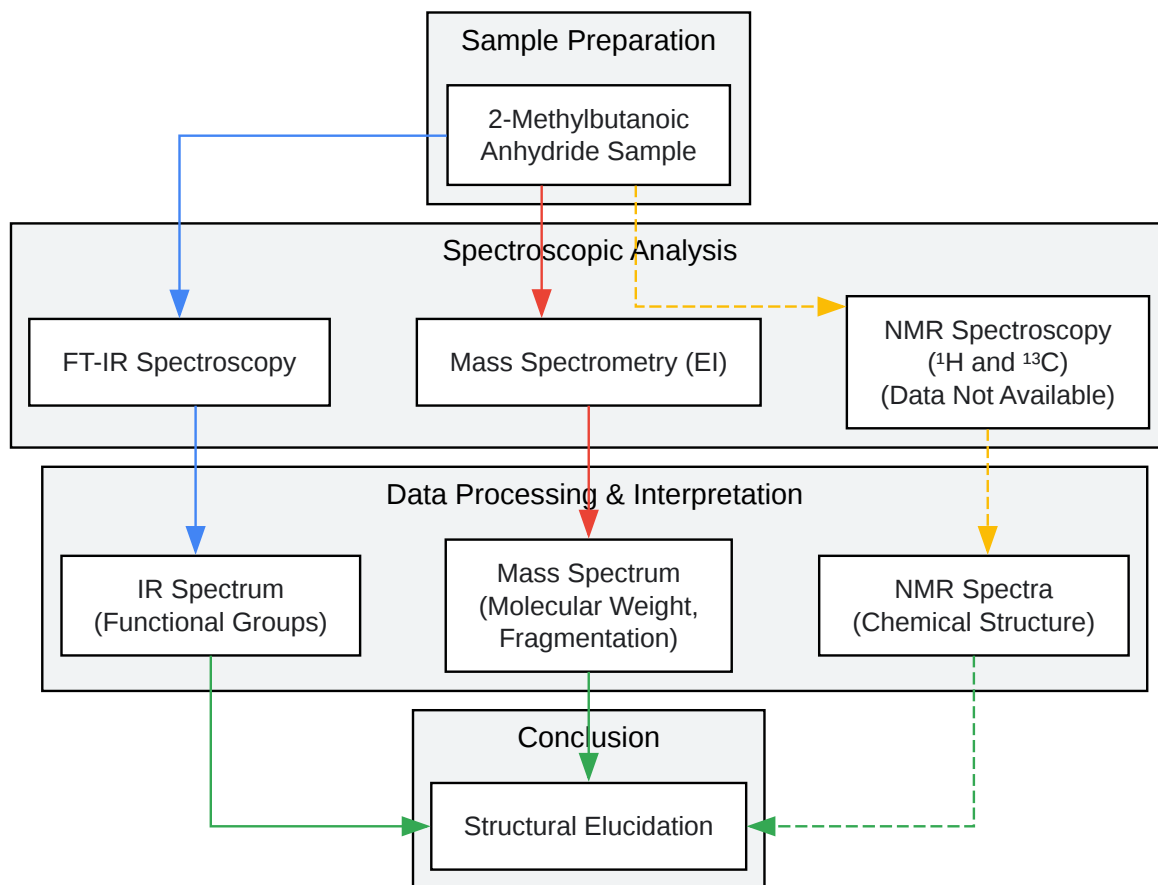 Sample Preparation
2-Methylbutanoic
Anhydride Sample
Spectroscopic Analysis
FT-IR Spectroscopy
Mass Spectrometry (EI)
NMR Spectroscopy
(¹H and ¹³C)
(Data Not Available)
Data Processing & Interpretation
IR Spectrum
(Functional Groups)
Mass Spectrum
(Molecular Weight,
Fragmentation)
NMR Spectra
(Chemical Structure)
Conclusion
Structural Elucidation